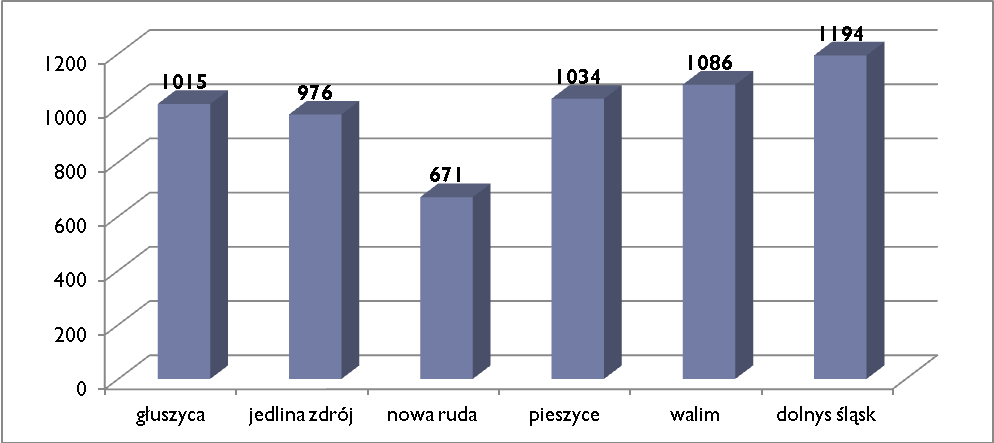 1200
1000
800
600
400
200
0
1015
976
671
1034
1086
1194
głuszyca
jedlina zdrój
nowa ruda
pieszyce
walim
dolnys śląsk